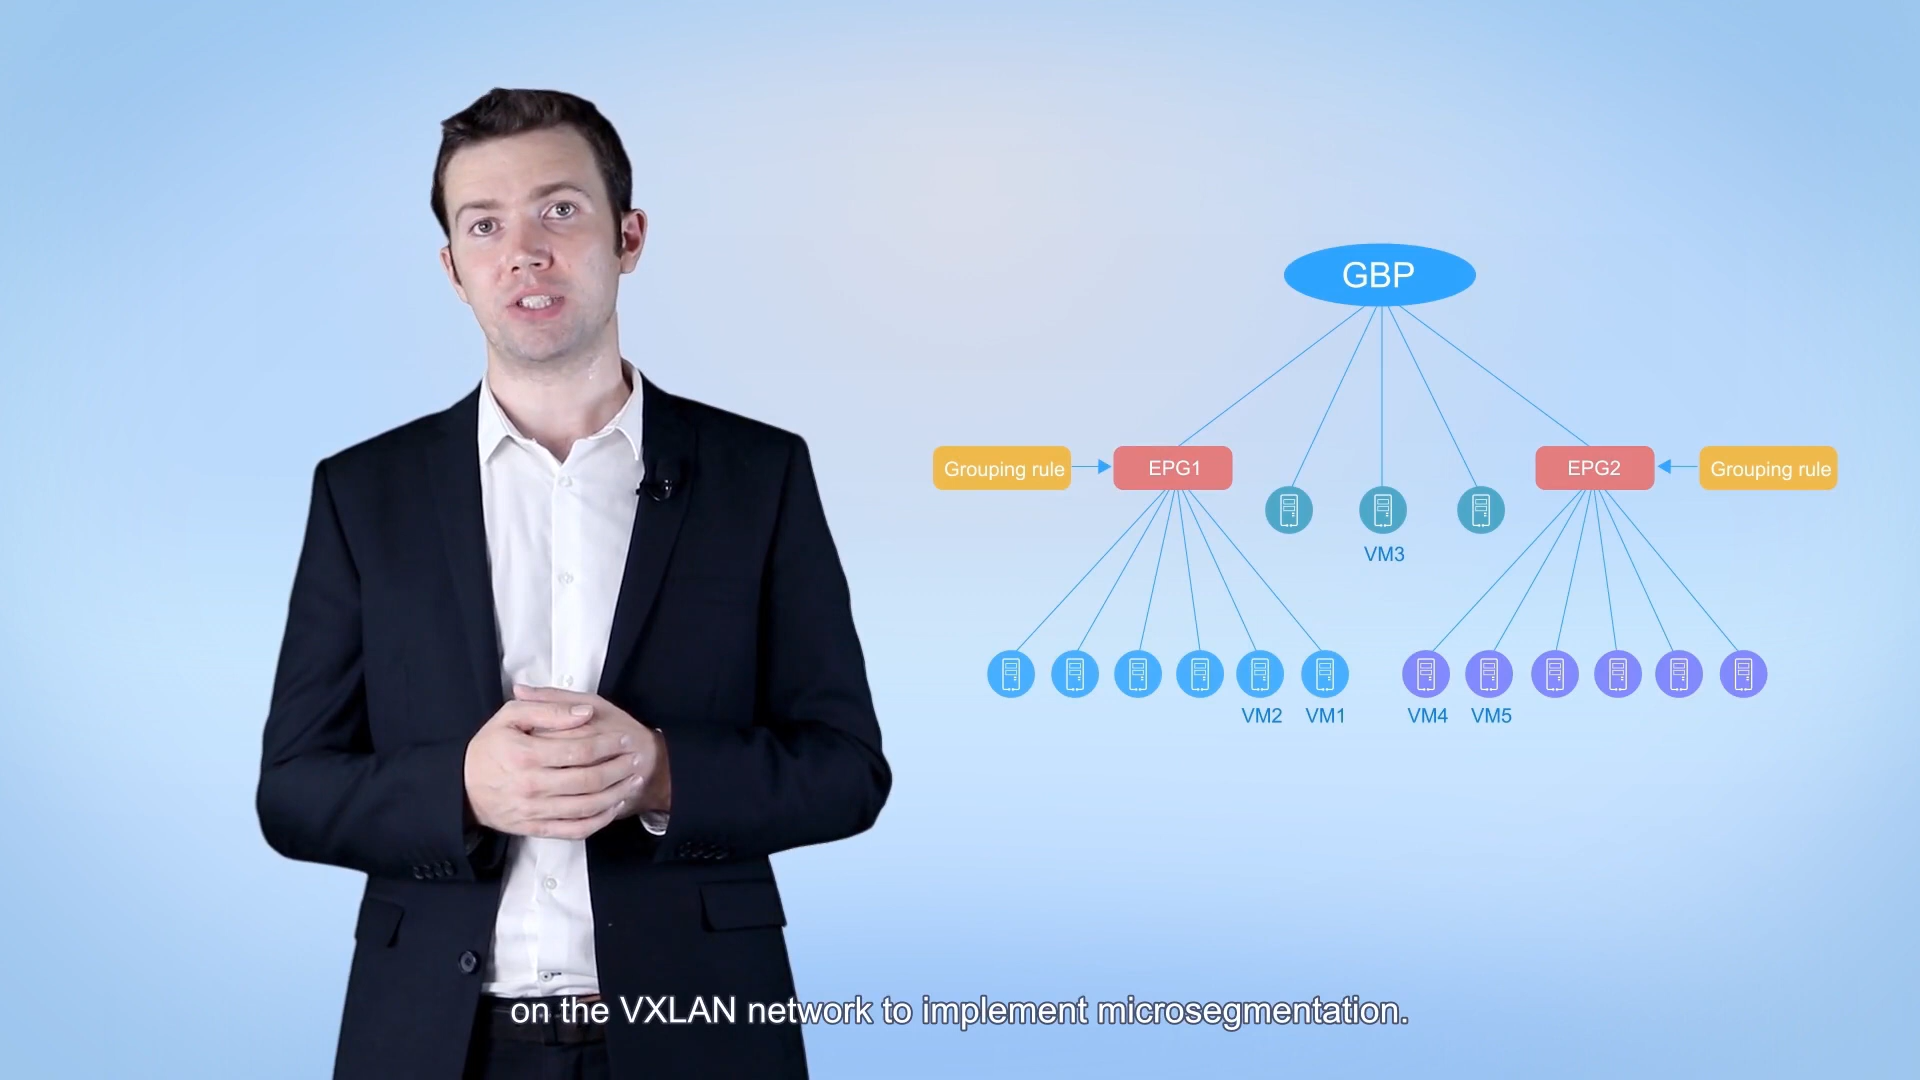 GBP
Grouping rule
EPG1
EPG2
Grouping rule
VM3
VM2
VM1
VM4
VM5
on the VXLAN network to implement microsegmentation.